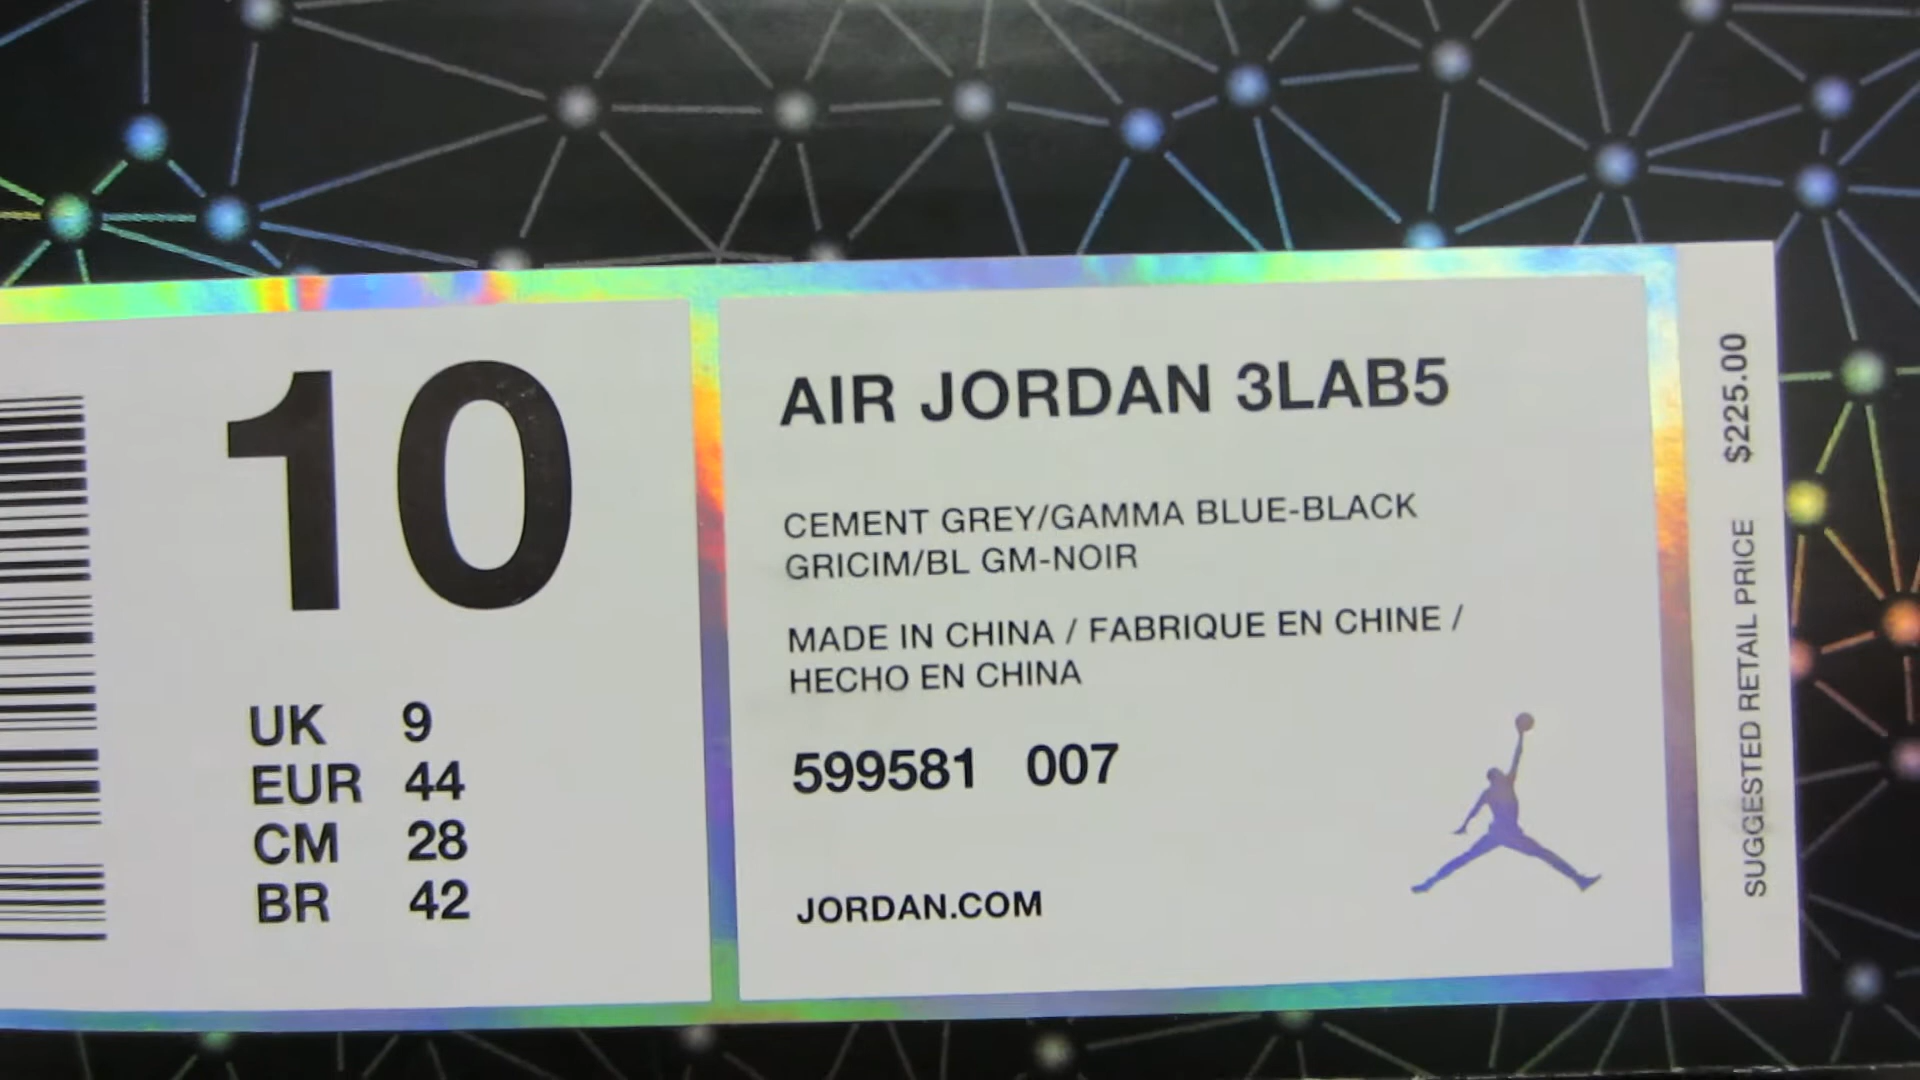 10
UK 9
EUR 44
CM 28
BR 42
AIR JORDAN 3LAB5
CEMENT GREY/GAMMA BLUE-BLACK
GRICIM/BL GM-NOIR
MADE IN CHINA / FABRIQUE EN CHINE /
HECHO EN CHINA
599581 007
JORDAN.COM
SUGGESTED RETAIL PRICE $225.00